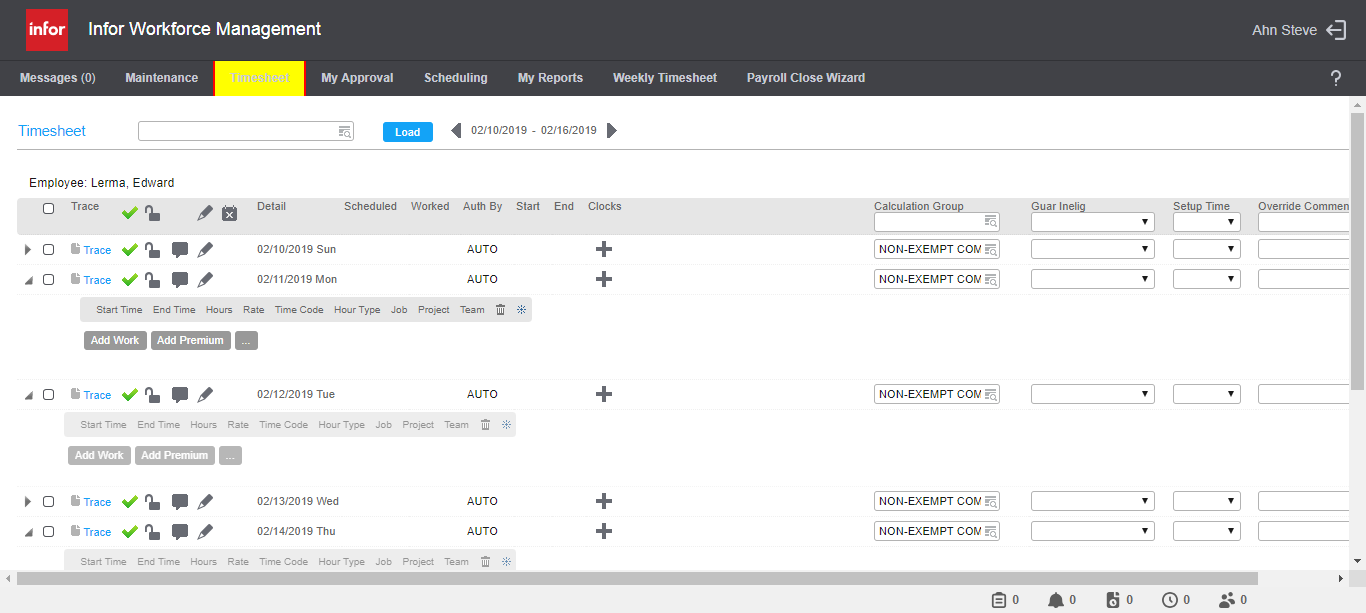 infor Infor Workforce Management Ahn Steve
Messages (0) Maintenance Timesheet My Approval Scheduling My Reports Weekly Timesheet Payroll Close Wizard ?
Timesheet Load 02/10/2019 - 02/16/2019
Employee: Lerma, Edward
Trace Detail Scheduled Worked Auth By Start End Clocks Calculation Group Guar Inelig Setup Time Override Commen
Trace 02/10/2019 Sun AUTO NON-EXEMPT COM
Trace 02/11/2019 Mon AUTO NON-EXEMPT COM
Start Time End Time Hours Rate Time Code Hour Type Job Project Team
Add Work Add Premium ...
Trace 02/12/2019 Tue AUTO NON-EXEMPT COM
Start Time End Time Hours Rate Time Code Hour Type Job Project Team
Add Work Add Premium ...
Trace 02/13/2019 Wed AUTO NON-EXEMPT COM
Trace 02/14/2019 Thu AUTO NON-EXEMPT COM
Start Time End Time Hours Rate Time Code Hour Type Job Project Team
0 0 0 0 0